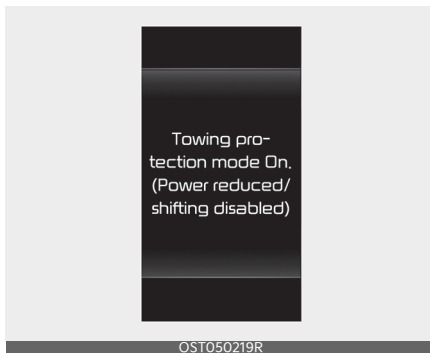 Towing pro-
tection mode On.
(Power reduced/
shifting disabled)
OST050219R